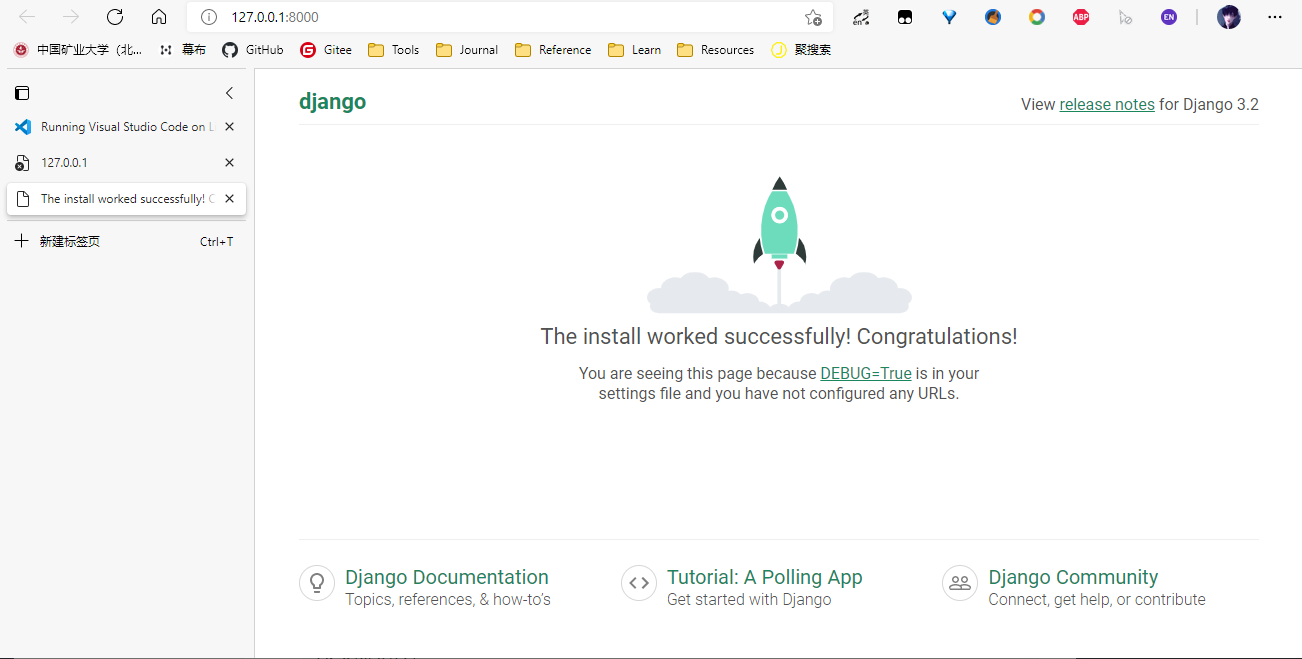 127.0.0.1:8000
en
英
ABP
EN
中国矿业大学（北...
幕布
GitHub
G
Gitee
Tools
Journal
Reference
Learn
Resources
聚搜索
Running Visual Studio Code on
127.0.0.1
The install worked successfully!
新建标签页
Ctrl+T
django
View release notes for Django 3.2
The install worked successfully! Congratulations!
You are seeing this page because DEBUG=True is in your
settings file and you have not configured any URLs.
Django Documentation
Topics, references, & how-to's
Tutorial: A Polling App
Get started with Django
Django Community
Connect, get help, or contribute